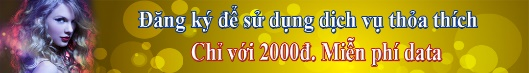 Đăng ký để sử dụng dịch vụ thỏa thích
Chỉ với 2000đ. Miễn phí data